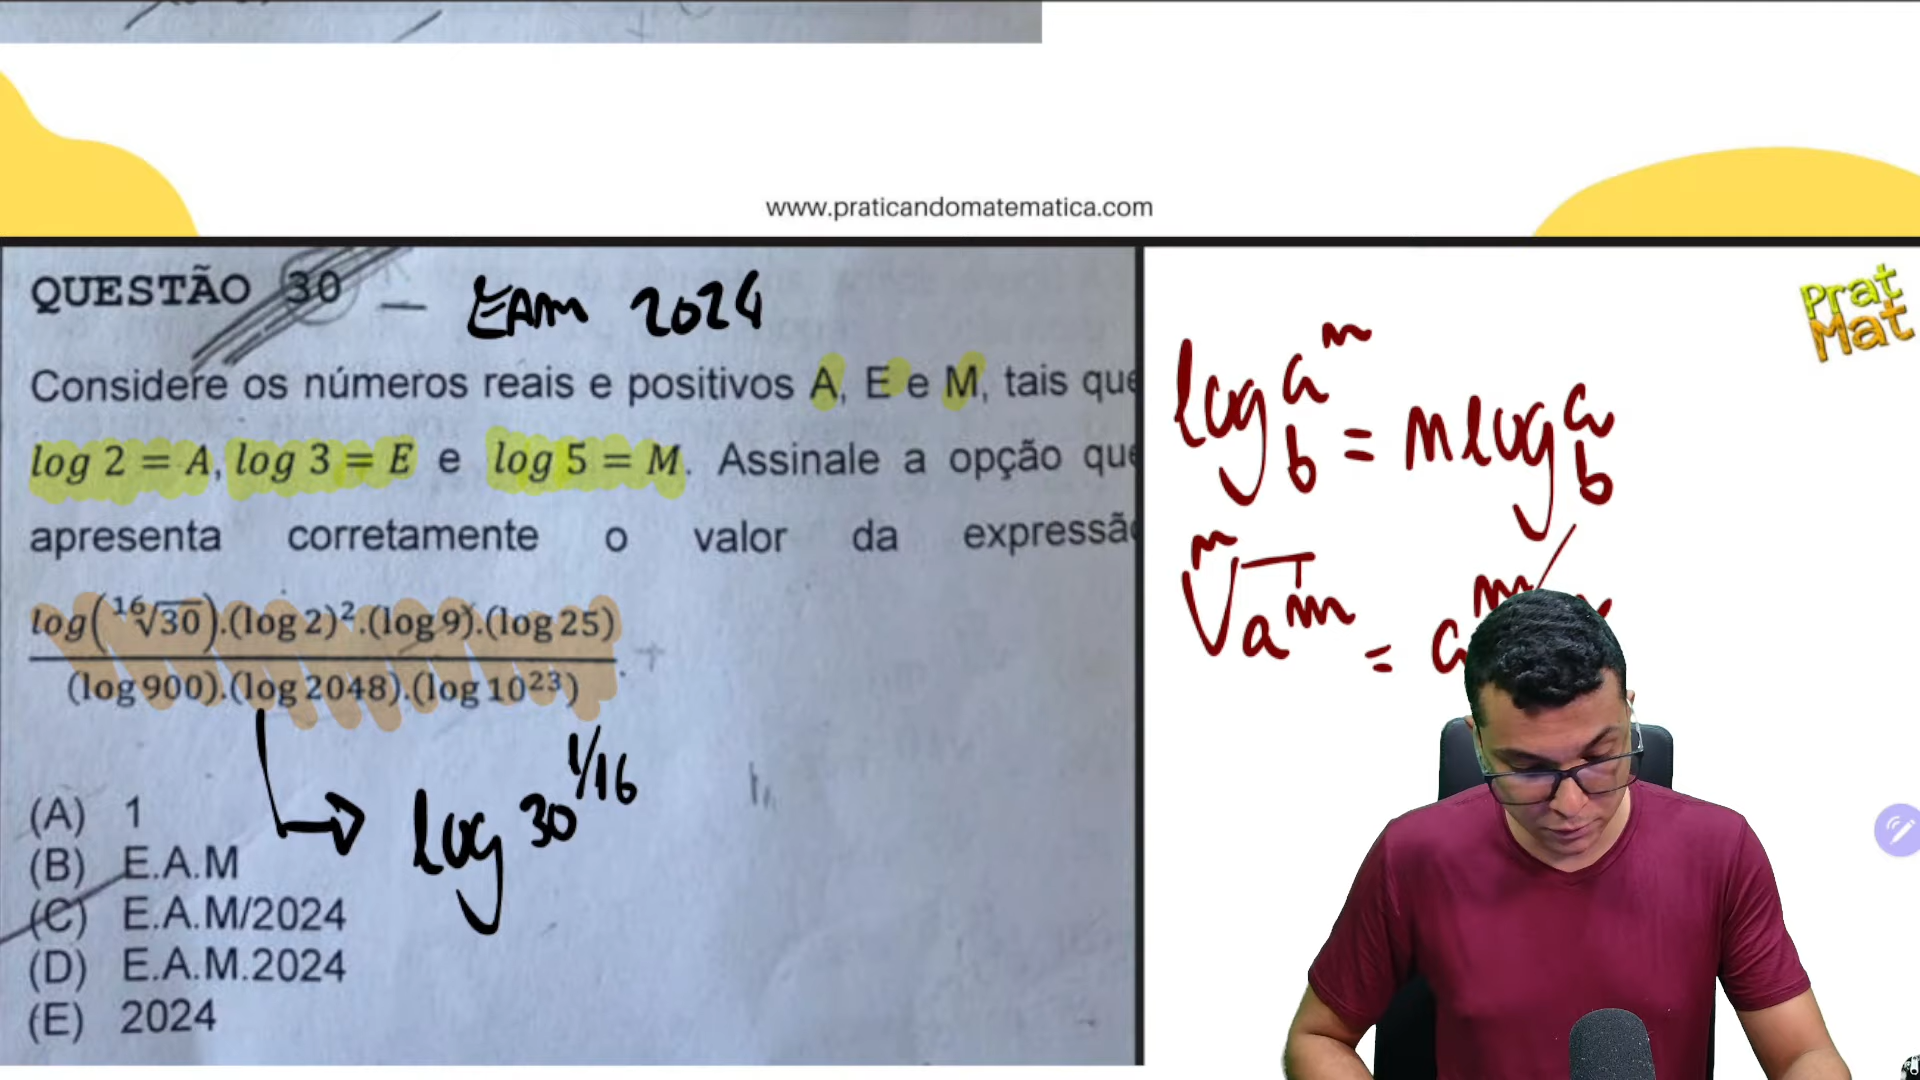 www.praticandomatematica.com
QUESTÃO 30 — EAM 2024
Considere os números reais e positivos A, E e M, tais que
log 2 = A, log 3 = E e log 5 = M. Assinale a opção que
apresenta corretamente o valor da expressão
log(¹⁶√30).(log 2)².(log 9).(log 25)
(log 900).(log 2048).(log 10²³)
log 30^1/16
(A) 1
(B) E.A.M
(C) E.A.M/2024
(D) E.A.M.2024
(E) 2024
Prat
Mat
log_b a^n = n log_b a
ⁿ√a^m = a^m